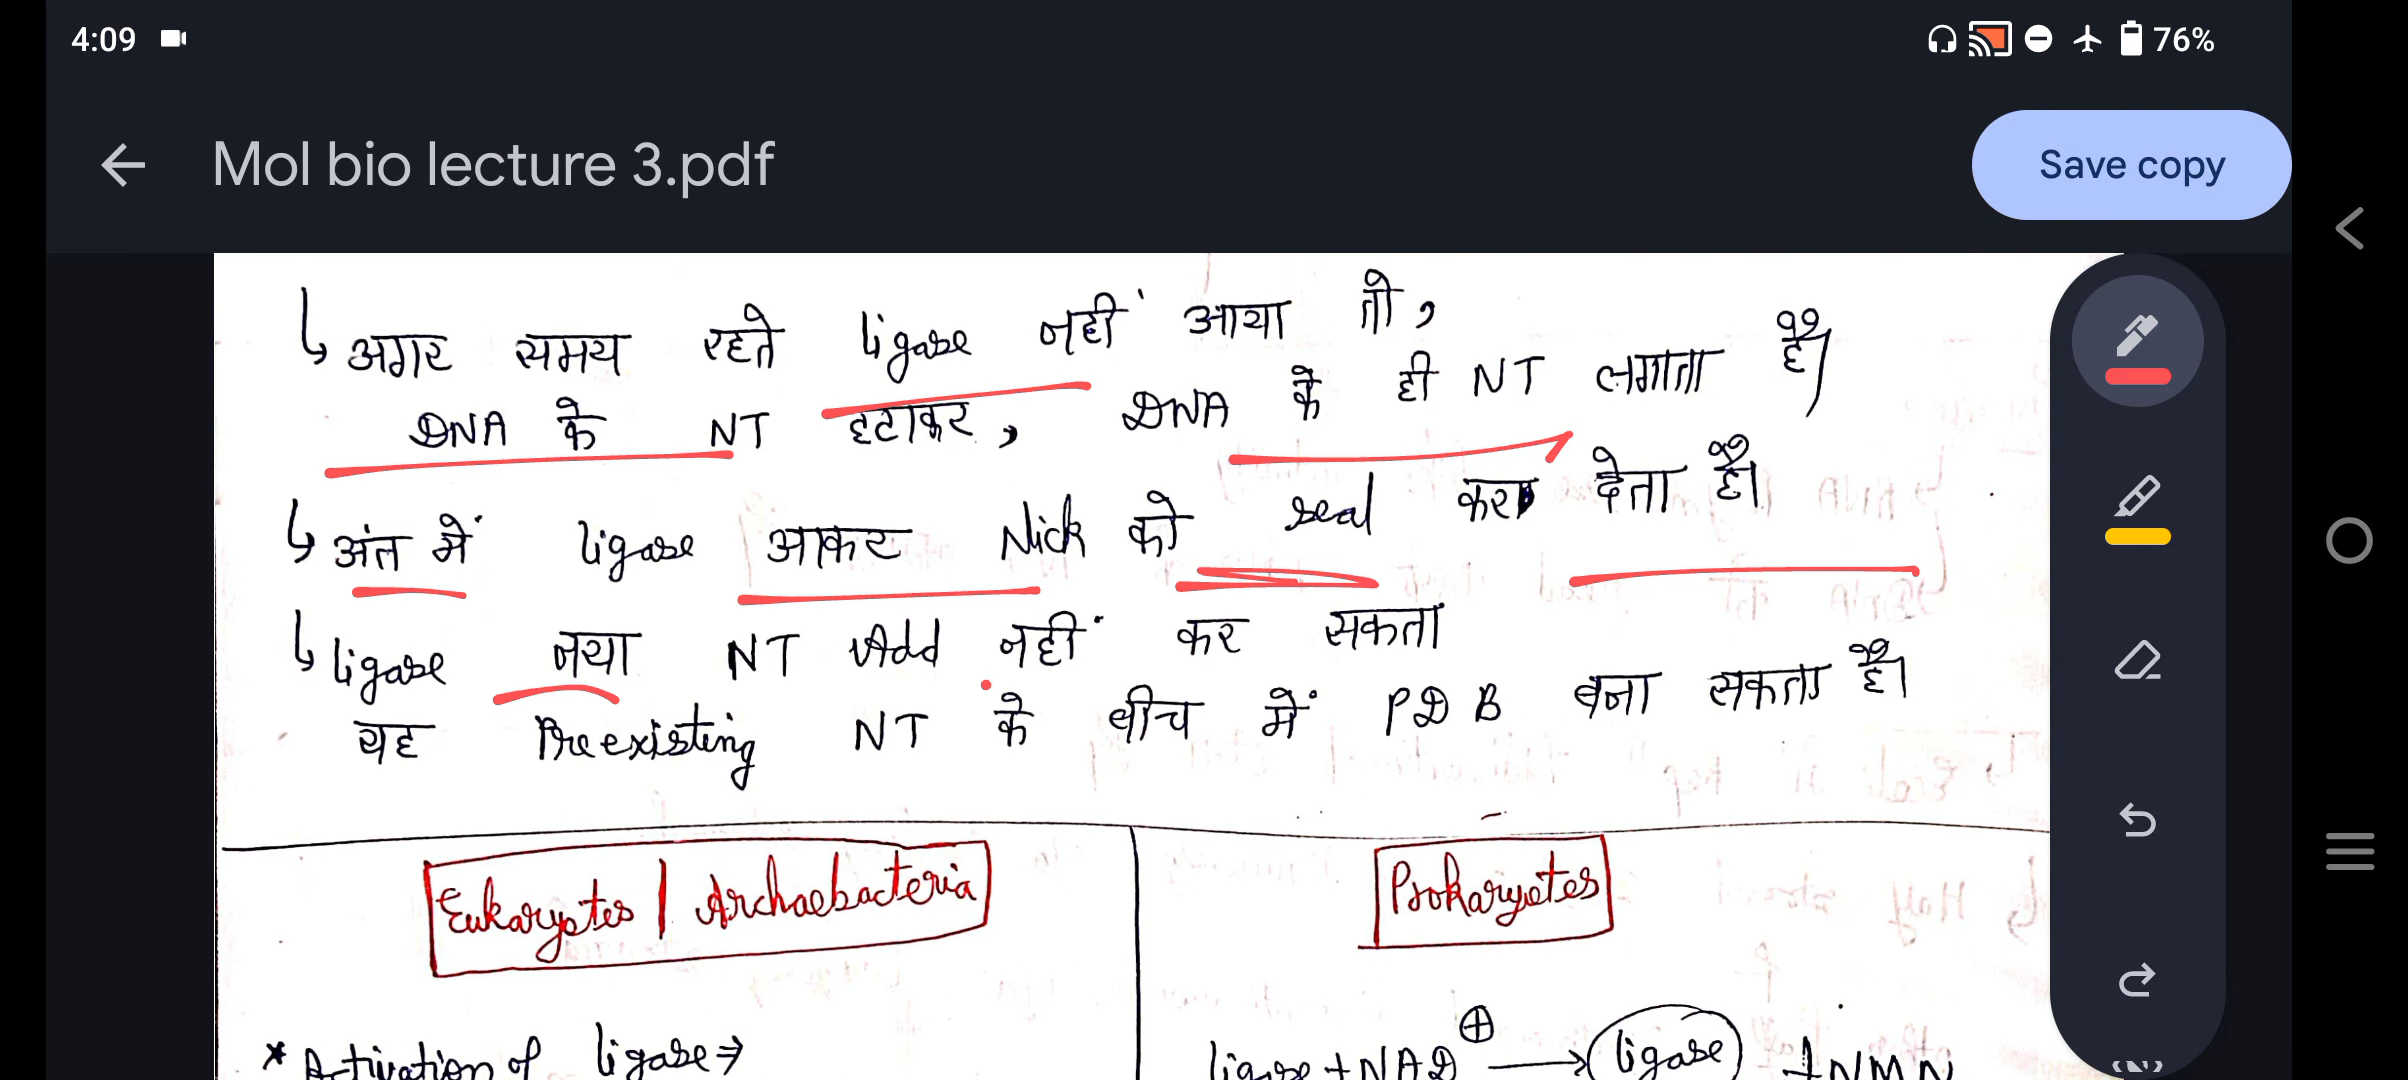 4:09 76%
Mol bio lecture 3.pdf
Save copy
↳ अगर समय रहते ligase नहीं आया तो,
DNA के NT हटाकर, DNA के ही NT लगाता है।
↳ अंत में ligase आकर Nick को seal कर देता है।
↳ ligase नया NT Add नहीं कर सकता
यह Preexisting NT के बीच में PDB बना सकता है।
Eukaryotes | Archaebacteria
Prokaryotes
* Activation of ligase ⇒
ligase + NAD⊕ → ligase + NMN